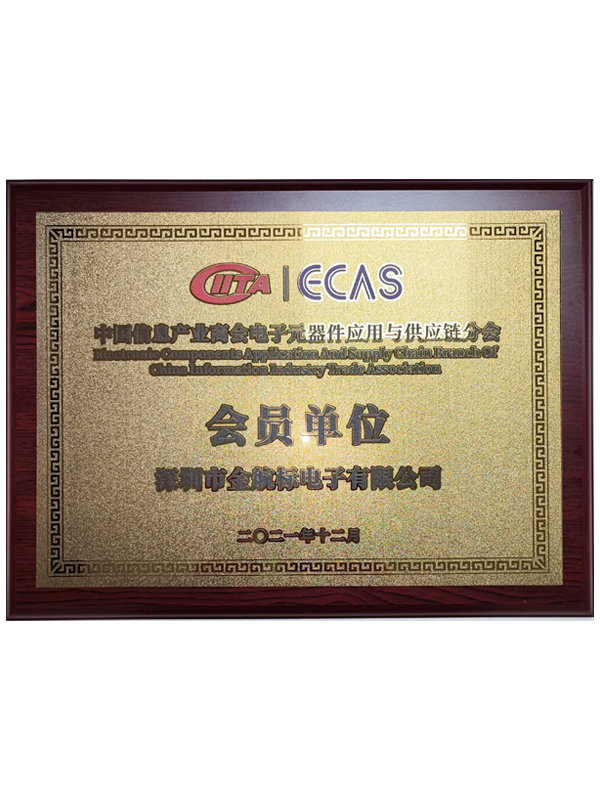 CIITA | ECAS
中国信息产业商会电子元器件应用与供应链分会
Electronic Components Application And Supply Chain Branch Of
China Information Industry Trade Association
会员单位
深圳市金航标电子有限公司
二〇二一年十二月